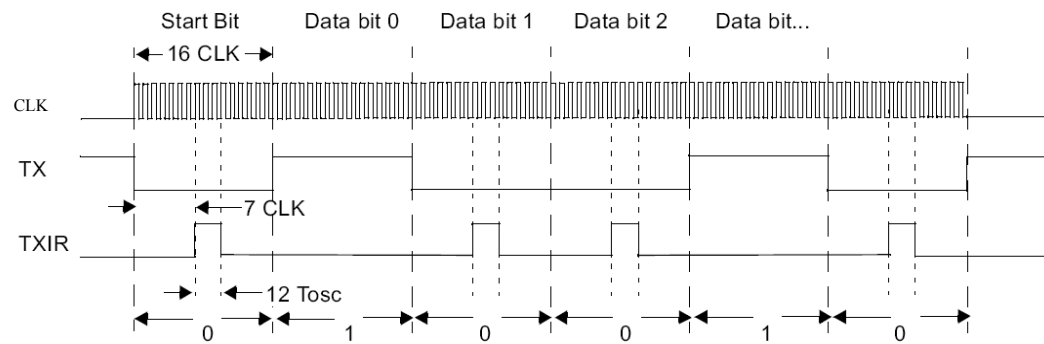 Start Bit Data bit 0 Data bit 1 Data bit 2 Data bit...
16 CLK
CLK
TX
7 CLK
TXIR
12 Tosc
0 1 0 0 1 0